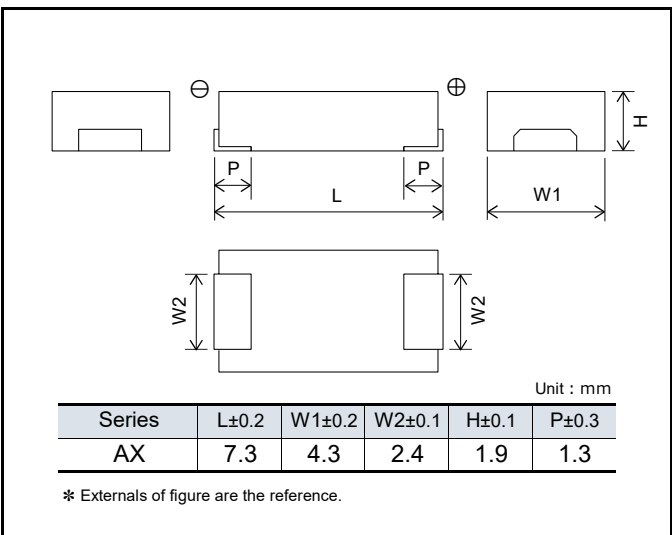 ⊖ ⊕
H
P P
L W1
W2 W2
Unit : mm
Series L±0.2 W1±0.2 W2±0.1 H±0.1 P±0.3
AX 7.3 4.3 2.4 1.9 1.3
✻ Externals of figure are the reference.